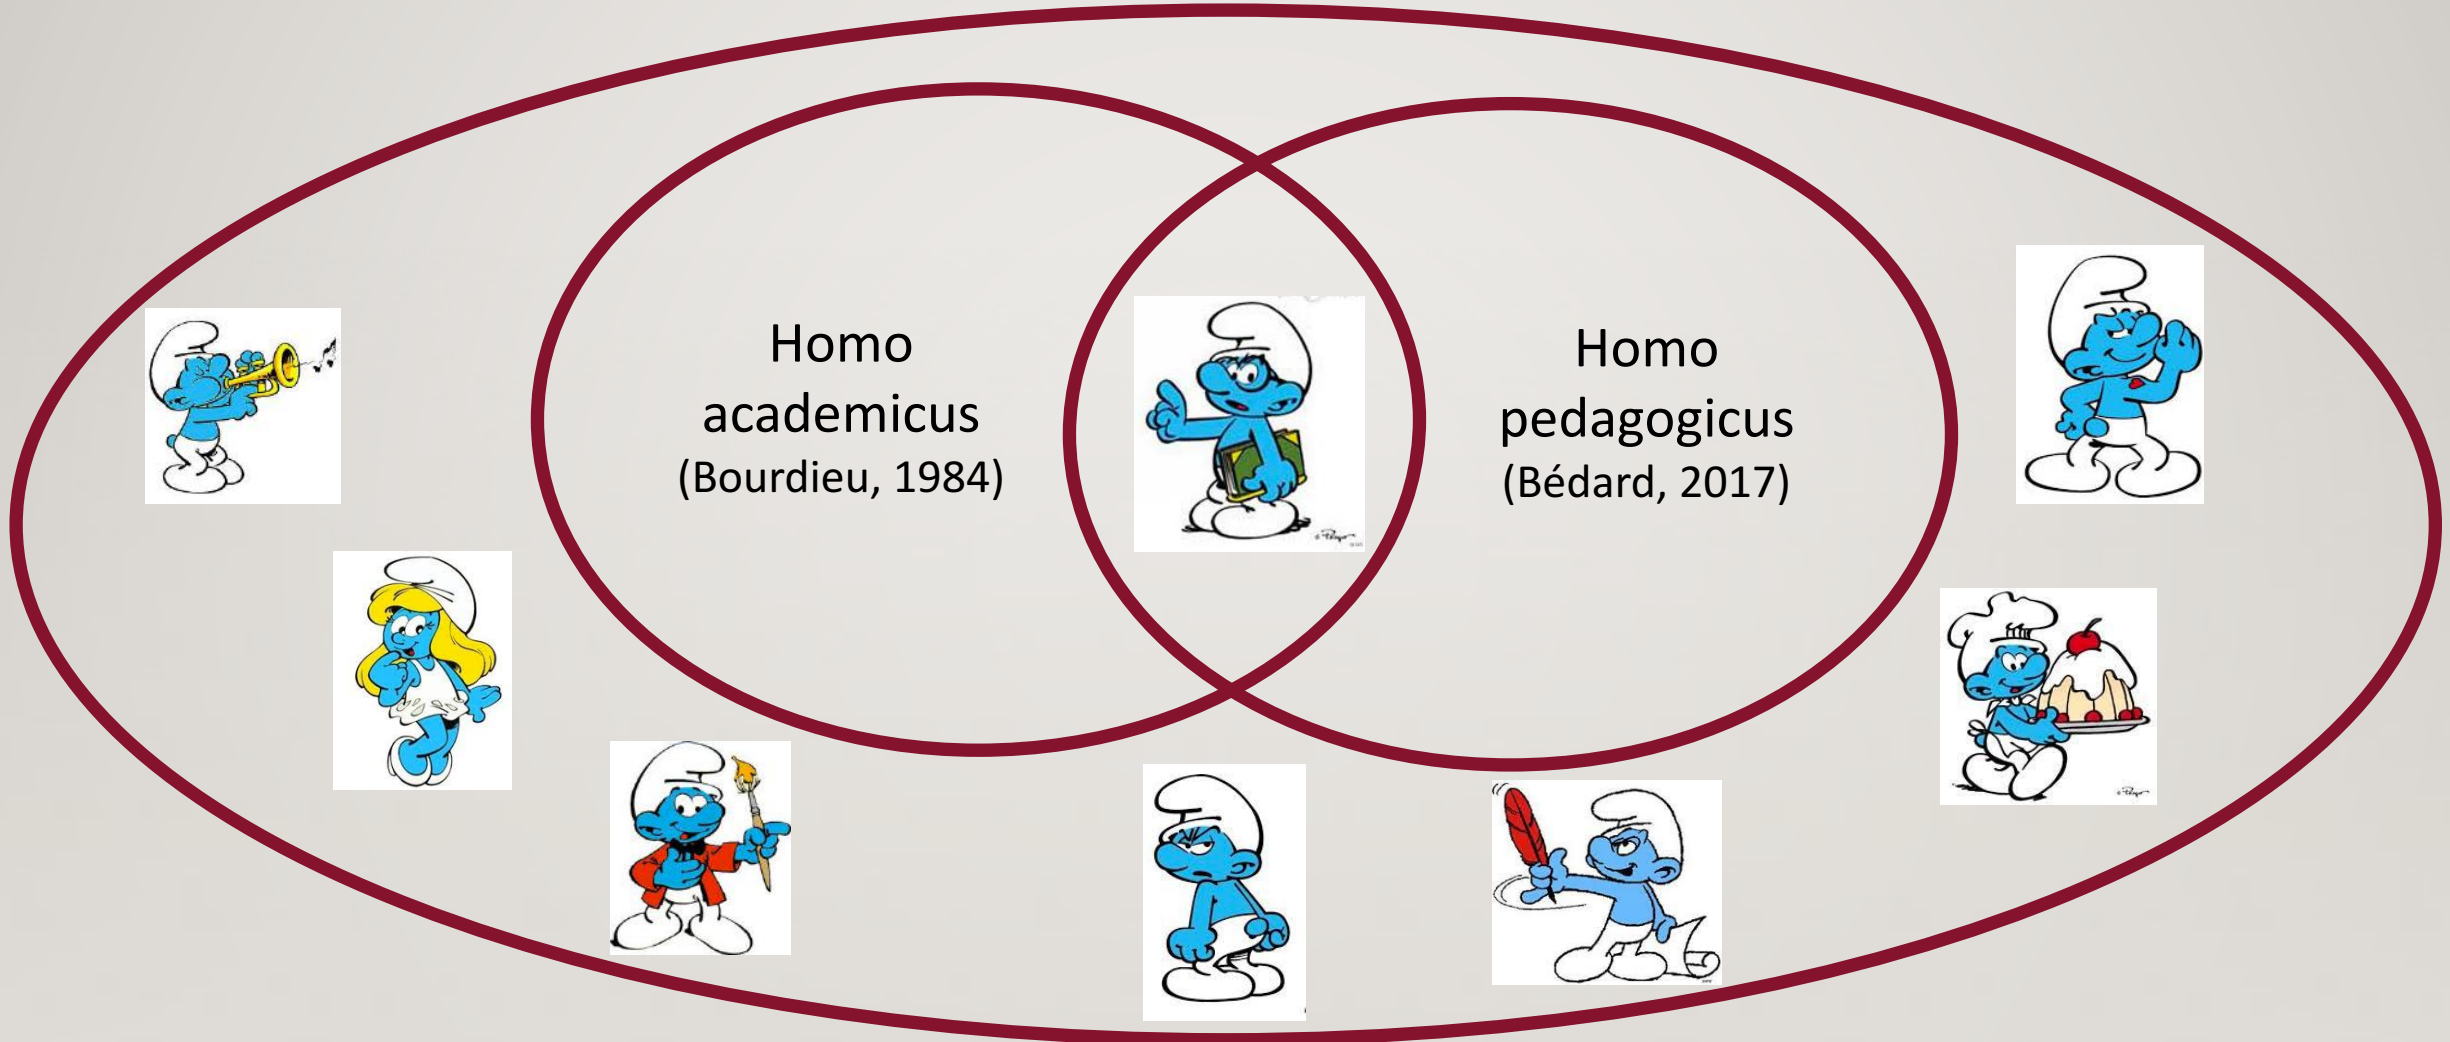 Homo
academicus
(Bourdieu, 1984)
Homo
pedagogicus
(Bédard, 2017)